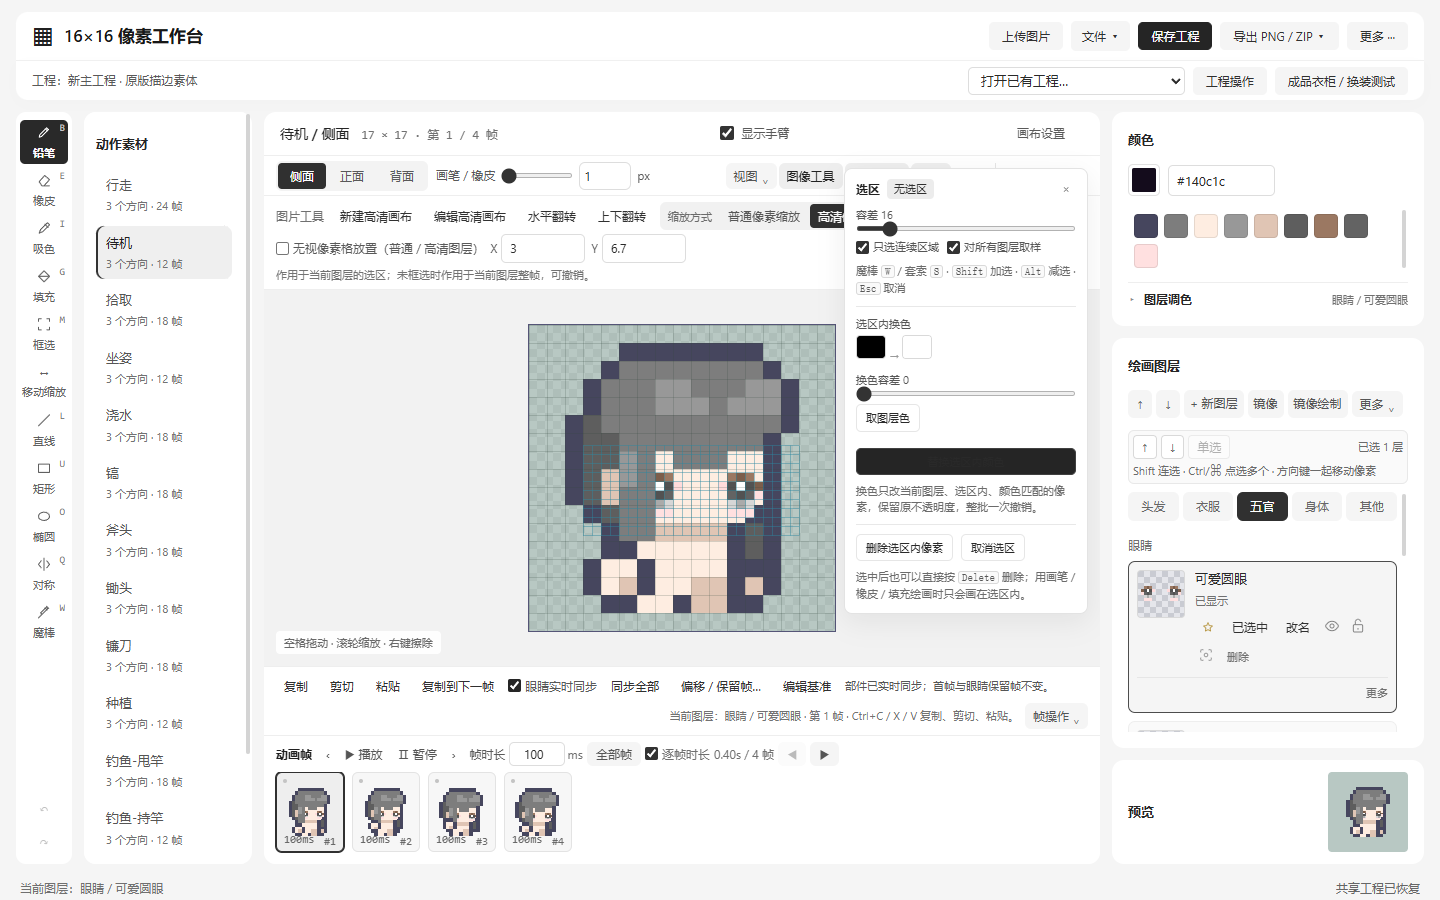 16×16 像素工作台
上传图片
文件
保存工程
导出 PNG / ZIP
更多 ...
工程：新主工程 · 原版描边素体
打开已有工程...
工程操作
成品衣柜 / 换装测试
B
铅笔
E
橡皮
I
吸色
G
填充
M
框选
移动缩放
L
直线
U
矩形
O
椭圆
Q
对称
W
魔棒
动作素材
行走
3 个方向 · 24 帧
待机
3 个方向 · 12 帧
拾取
3 个方向 · 18 帧
坐姿
3 个方向 · 12 帧
浇水
3 个方向 · 18 帧
镐
3 个方向 · 18 帧
斧头
3 个方向 · 18 帧
锄头
3 个方向 · 18 帧
镰刀
3 个方向 · 18 帧
种植
3 个方向 · 18 帧
钓鱼-甩竿
3 个方向 · 18 帧
钓鱼-持竿
3 个方向 · 12 帧
待机 / 侧面 17 × 17 · 第 1 / 4 帧
显示手臂
画布设置
侧面
正面
背面
画笔 / 橡皮
1
px
视图
图像工具
图片工具
新建高清画布
编辑高清画布
水平翻转
上下翻转
缩放方式
普通像素缩放
无视像素格放置（普通 / 高清图层）
X
3
Y
6.7
作用于当前图层的选区；未框选时作用于当前图层整帧，可撤销。
选区
无选区
×
容差 16
只选连续区域
对所有图层取样
魔棒 W / 套索 S · Shift 加选 · Alt 减选 ·
Esc 取消
选区内换色
→
换色容差 0
取图层色
换色只改当前图层、选区内、颜色匹配的像
素，保留原不透明度，整批一次撤销。
删除选区内像素
取消选区
选中后也可以直接按 Delete 删除；用画笔 /
橡皮 / 填充绘画时只会画在选区内。
空格拖动 · 滚轮缩放 · 右键擦除
复制
剪切
粘贴
复制到下一帧
眼睛实时同步
同步全部
偏移 / 保留帧...
编辑基准
部件已实时同步；首帧与眼睛保留帧不变。
当前图层：眼睛 / 可爱圆眼 · 第 1 帧 · Ctrl+C / X / V 复制、剪切、粘贴。
帧操作
动画帧
‹
▶ 播放
暂停
›
帧时长
100
ms
全部帧
逐帧时长 0.40s / 4 帧
100ms #1
100ms #2
100ms #3
100ms #4
颜色
#140c1c
图层调色
眼睛 / 可爱圆眼
绘画图层
↑
↓
+ 新图层
镜像
镜像绘制
更多
↑
↓
单选
已选 1 层
Shift 连选 · Ctrl/⌘ 点选多个 · 方向键一起移动像素
头发
衣服
五官
身体
其他
眼睛
可爱圆眼
已显示
已选中
改名
删除
更多
预览
当前图层：眼睛 / 可爱圆眼
共享工程已恢复